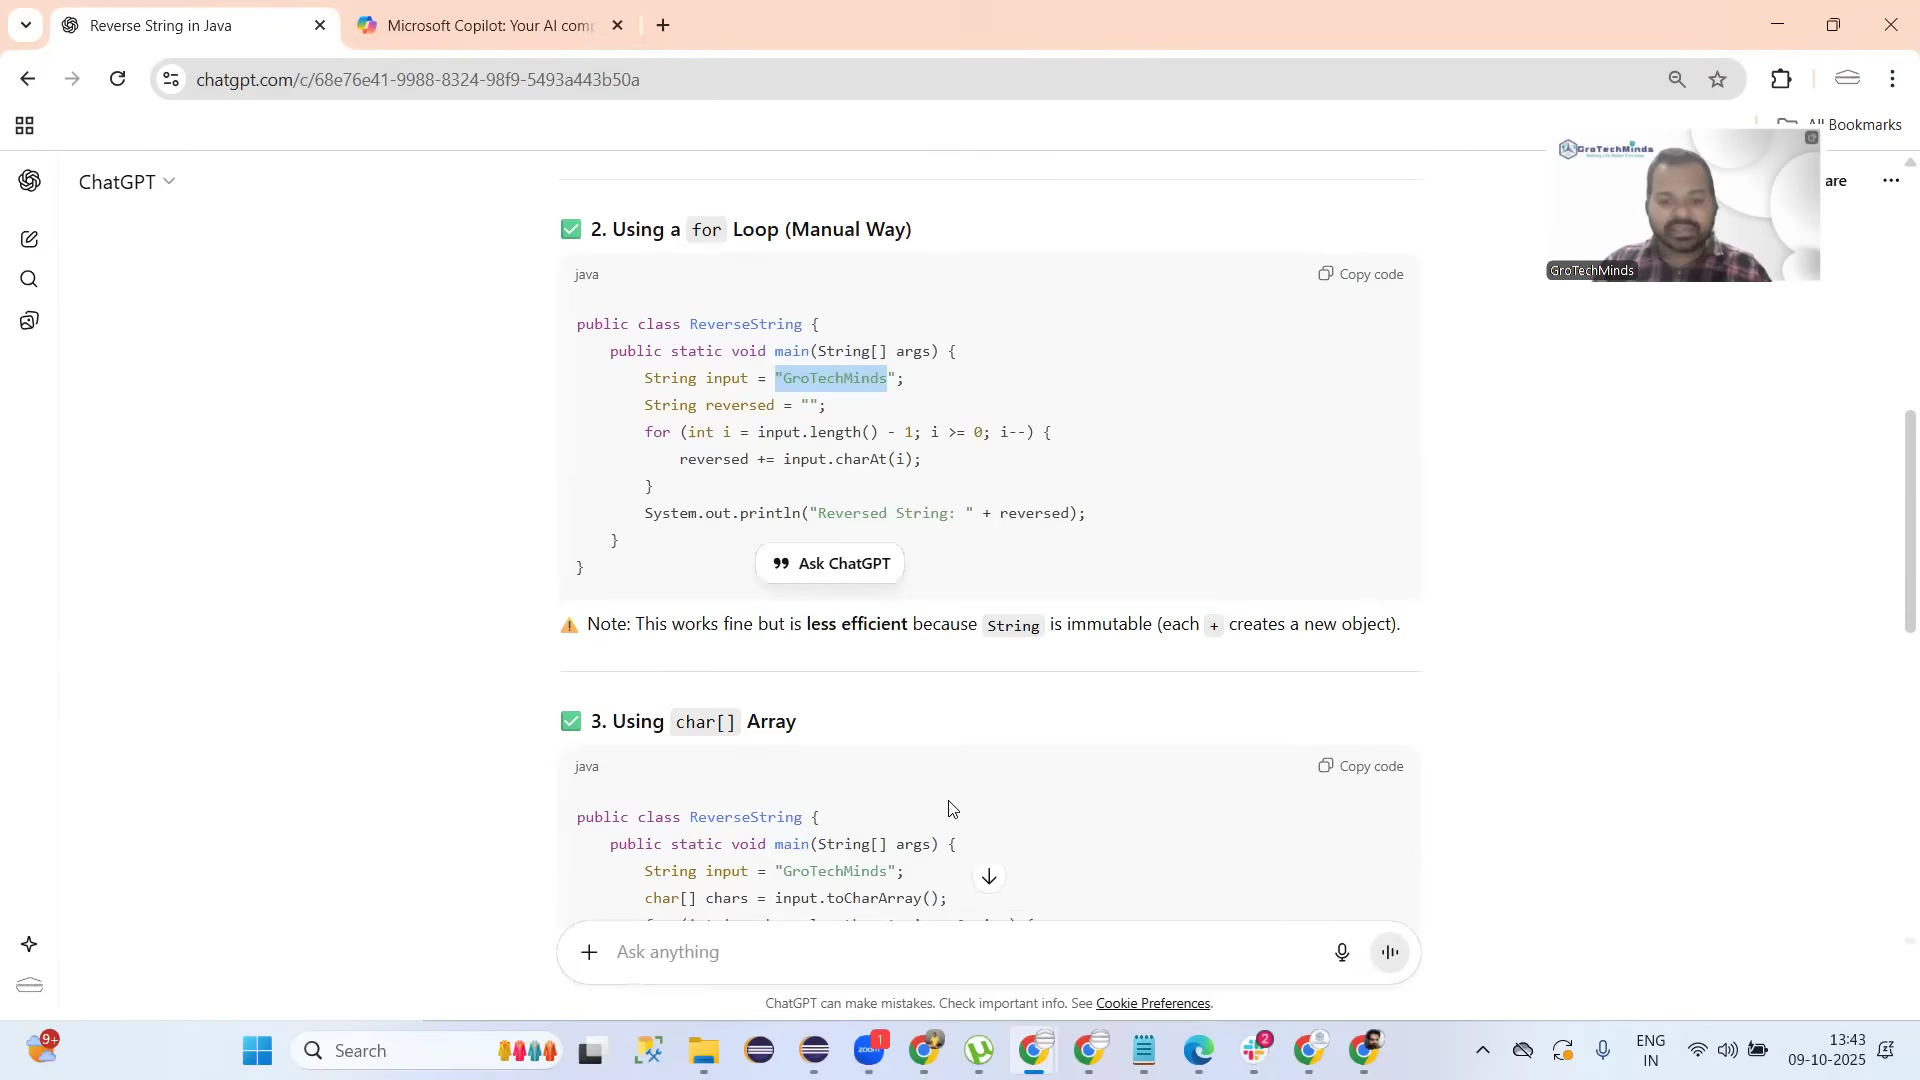 Reverse String in Java
Microsoft Copilot: Your AI comp
chatgpt.com/c/68e76e41-9988-8324-98f9-5493a443b50a
All Bookmarks
ChatGPT
are
GroTechMinds
GroTechMinds
2. Using a for Loop (Manual Way)
java
Copy code
public class ReverseString {
public static void main(String[] args) {
String input = "GroTechMinds";
String reversed = "";
for (int i = input.length() - 1; i >= 0; i--) {
reversed += input.charAt(i);
}
System.out.println("Reversed String: " + reversed);
}
}
Ask ChatGPT
Note: This works fine but is less efficient because String is immutable (each + creates a new object).
3. Using char[] Array
java
Copy code
public class ReverseString {
public static void main(String[] args) {
String input = "GroTechMinds";
char[] chars = input.toCharArray();
Ask anything
ChatGPT can make mistakes. Check important info. See Cookie Preferences.
9+
Search
zoom
1
2
ENG
IN
13:43
09-10-2025